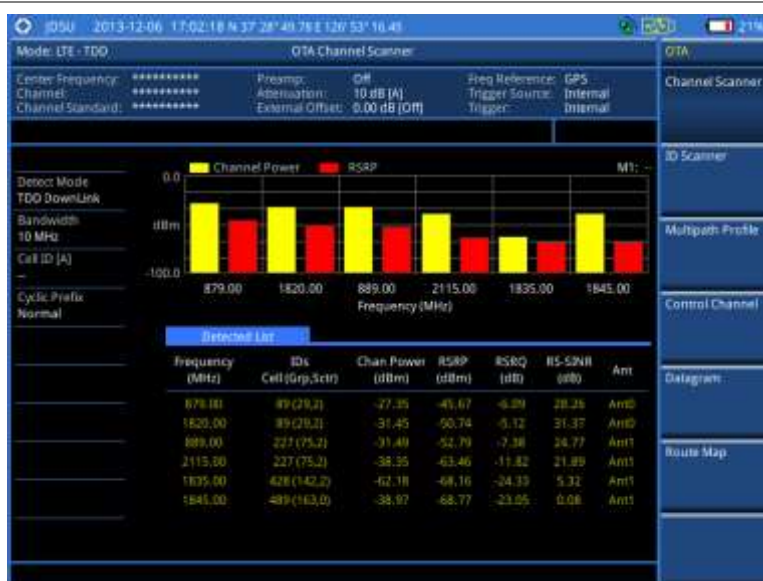 JDSU 2013-12-06 17:02:18 N 37° 28' 49.78 E 126° 53' 16.45 21%
Mode: LTE - TDD OTA Channel Scanner OTA
Center Frequency: ********** Preamp: Off Freq Reference: GPS
Channel: ********** Attenuation: 10 dB [A] Trigger Source: Internal
Channel Standard: ********** External Offset: 0.00 dB [Off] Trigger: Internal
Channel Scanner
ID Scanner
Multipath Profile
Control Channel
Datagram
Route Map
Detect Mode
TDD DownLink
Bandwidth
10 MHz
Cell ID [A]
--
Cyclic Prefix
Normal
Channel Power RSRP M1: --
0.0
dBm
-100.0
879.00 1820.00 889.00 2115.00 1835.00 1845.00
Frequency (MHz)
Detected List
Frequency (MHz) IDs Cell (Grp,Sctr) Chan Power (dBm) RSRP (dBm) RSRQ (dB) RS-SINR (dB) Ant
879.00 89 (29,2) -27.35 -45.67 -6.09 28.26 Ant0
1820.00 89 (29,2) -31.45 -50.74 -5.12 31.37 Ant0
889.00 227 (75,2) -31.49 -52.79 -7.38 24.77 Ant1
2115.00 227 (75,2) -38.35 -63.46 -11.82 21.89 Ant1
1835.00 428 (142,2) -62.18 -68.16 -24.33 5.32 Ant1
1845.00 489 (163,0) -38.97 -68.77 -23.05 0.08 Ant1